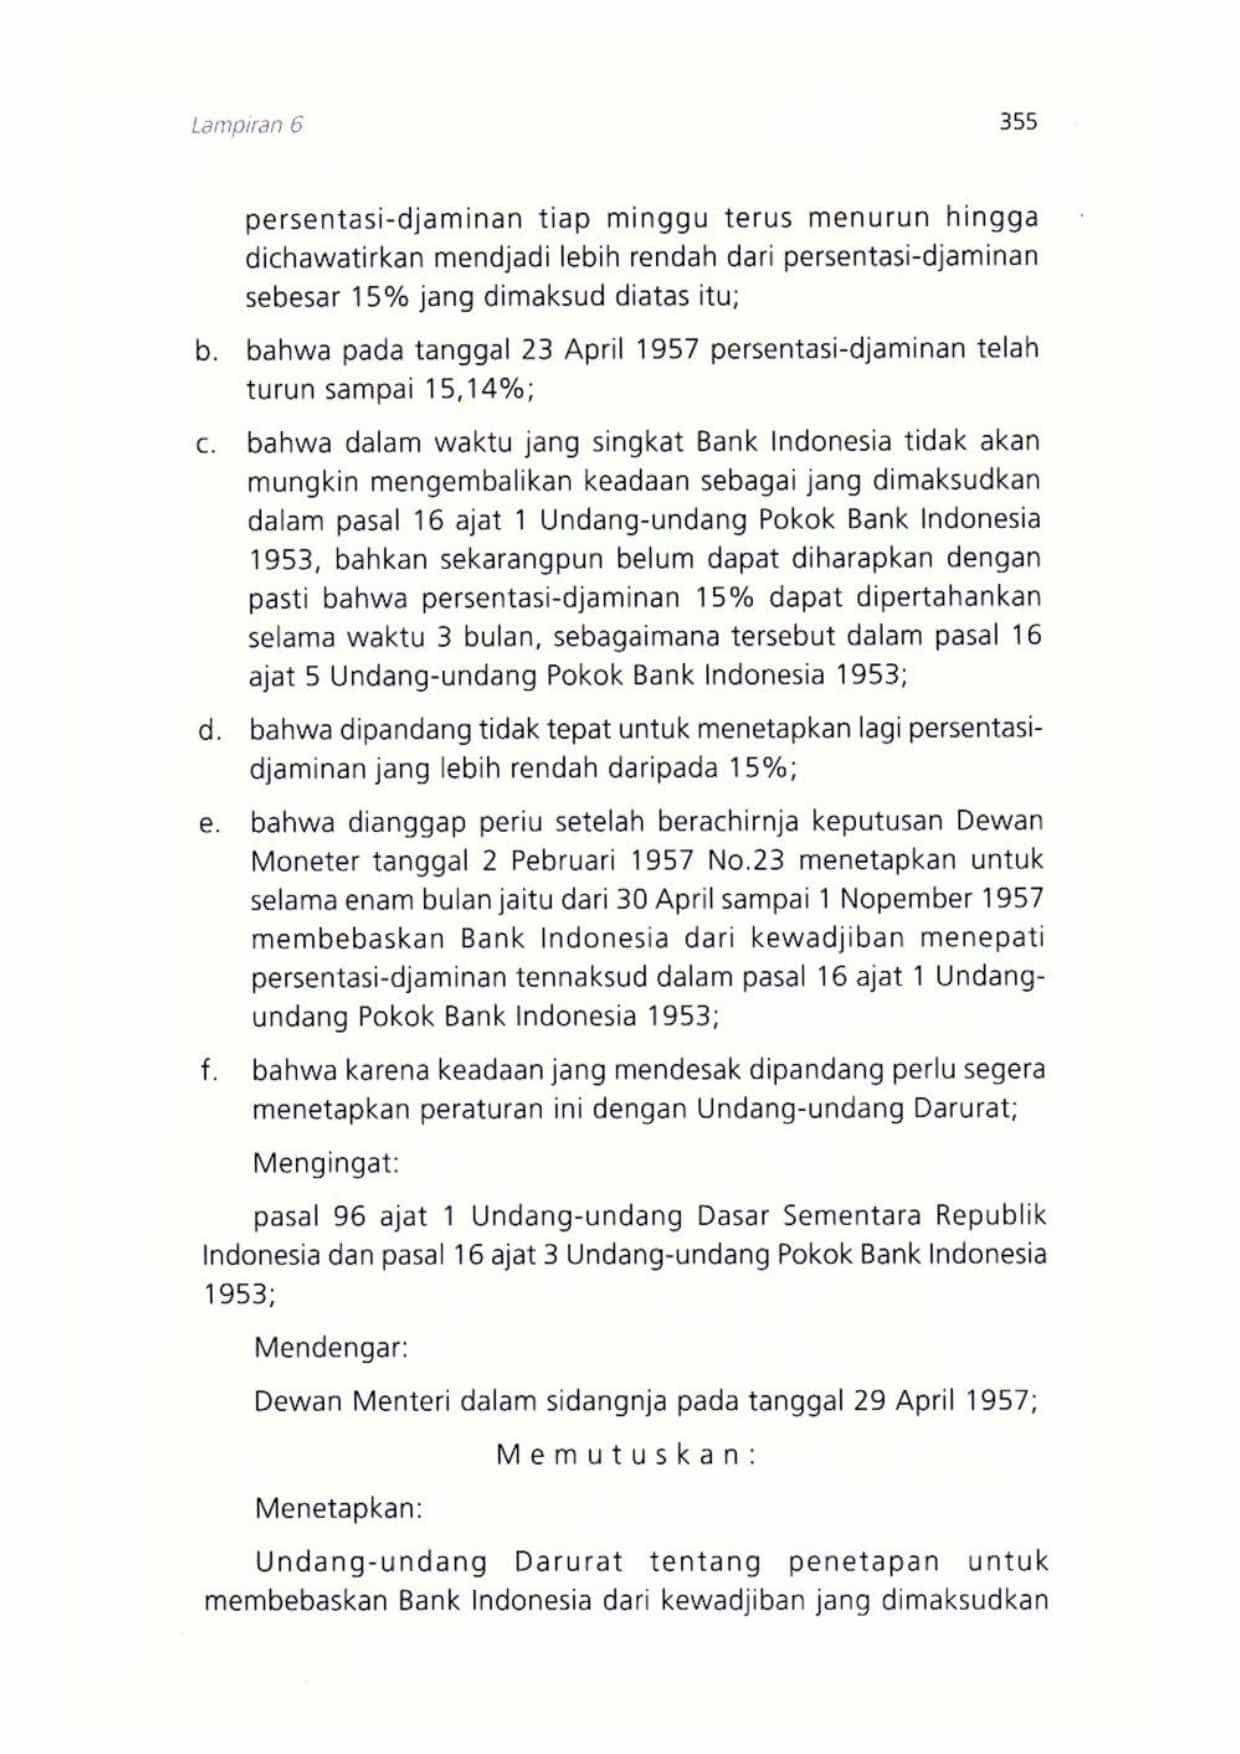 Lampiran 6
355
persentasi-djaminan tiap minggu terus menurun hingga
dichawatirkan mendjadi lebih rendah dari persentasi-djaminan
sebesar 15% jang dimaksud diatas itu;
b. bahwa pada tanggal 23 April 1957 persentasi-djaminan telah
turun sampai 15,14%;
c. bahwa dalam waktu jang singkat Bank Indonesia tidak akan
mungkin mengembalikan keadaan sebagai jang dimaksudkan
dalam pasal 16 ajat 1 Undang-undang Pokok Bank Indonesia
1953, bahkan sekarangpun belum dapat diharapkan dengan
pasti bahwa persentasi-djaminan 15% dapat dipertahankan
selama waktu 3 bulan, sebagaimana tersebut dalam pasal 16
ajat 5 Undang-undang Pokok Bank Indonesia 1953;
d. bahwa dipandang tidak tepat untuk menetapkan lagi persentasi-
djaminan jang lebih rendah daripada 15%;
e. bahwa dianggap periu setelah berachirnja keputusan Dewan
Moneter tanggal 2 Pebruari 1957 No.23 menetapkan untuk
selama enam bulan jaitu dari 30 April sampai 1 Nopember 1957
membebaskan Bank Indonesia dari kewadjiban menepati
persentasi-djaminan tennaksud dalam pasal 16 ajat 1 Undang-
undang Pokok Bank Indonesia 1953;
f. bahwa karena keadaan jang mendesak dipandang perlu segera
menetapkan peraturan ini dengan Undang-undang Darurat;
Mengingat:
pasal 96 ajat 1 Undang-undang Dasar Sementara Republik
Indonesia dan pasal 16 ajat 3 Undang-undang Pokok Bank Indonesia
1953;
Mendengar:
Dewan Menteri dalam sidangnja pada tanggal 29 April 1957;
M e m u t u s k a n :
Menetapkan:
Undang-undang Darurat tentang penetapan untuk
membebaskan Bank Indonesia dari kewadjiban jang dimaksudkan